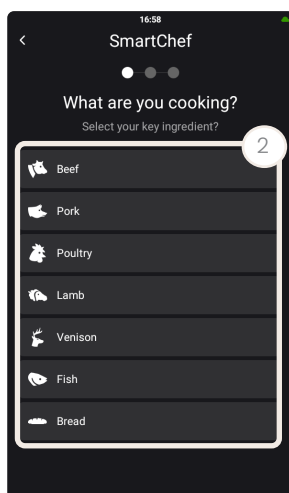 16:58
SmartChef
What are you cooking?
Select your key ingredient?
2
Beef
Pork
Poultry
Lamb
Venison
Fish
Bread